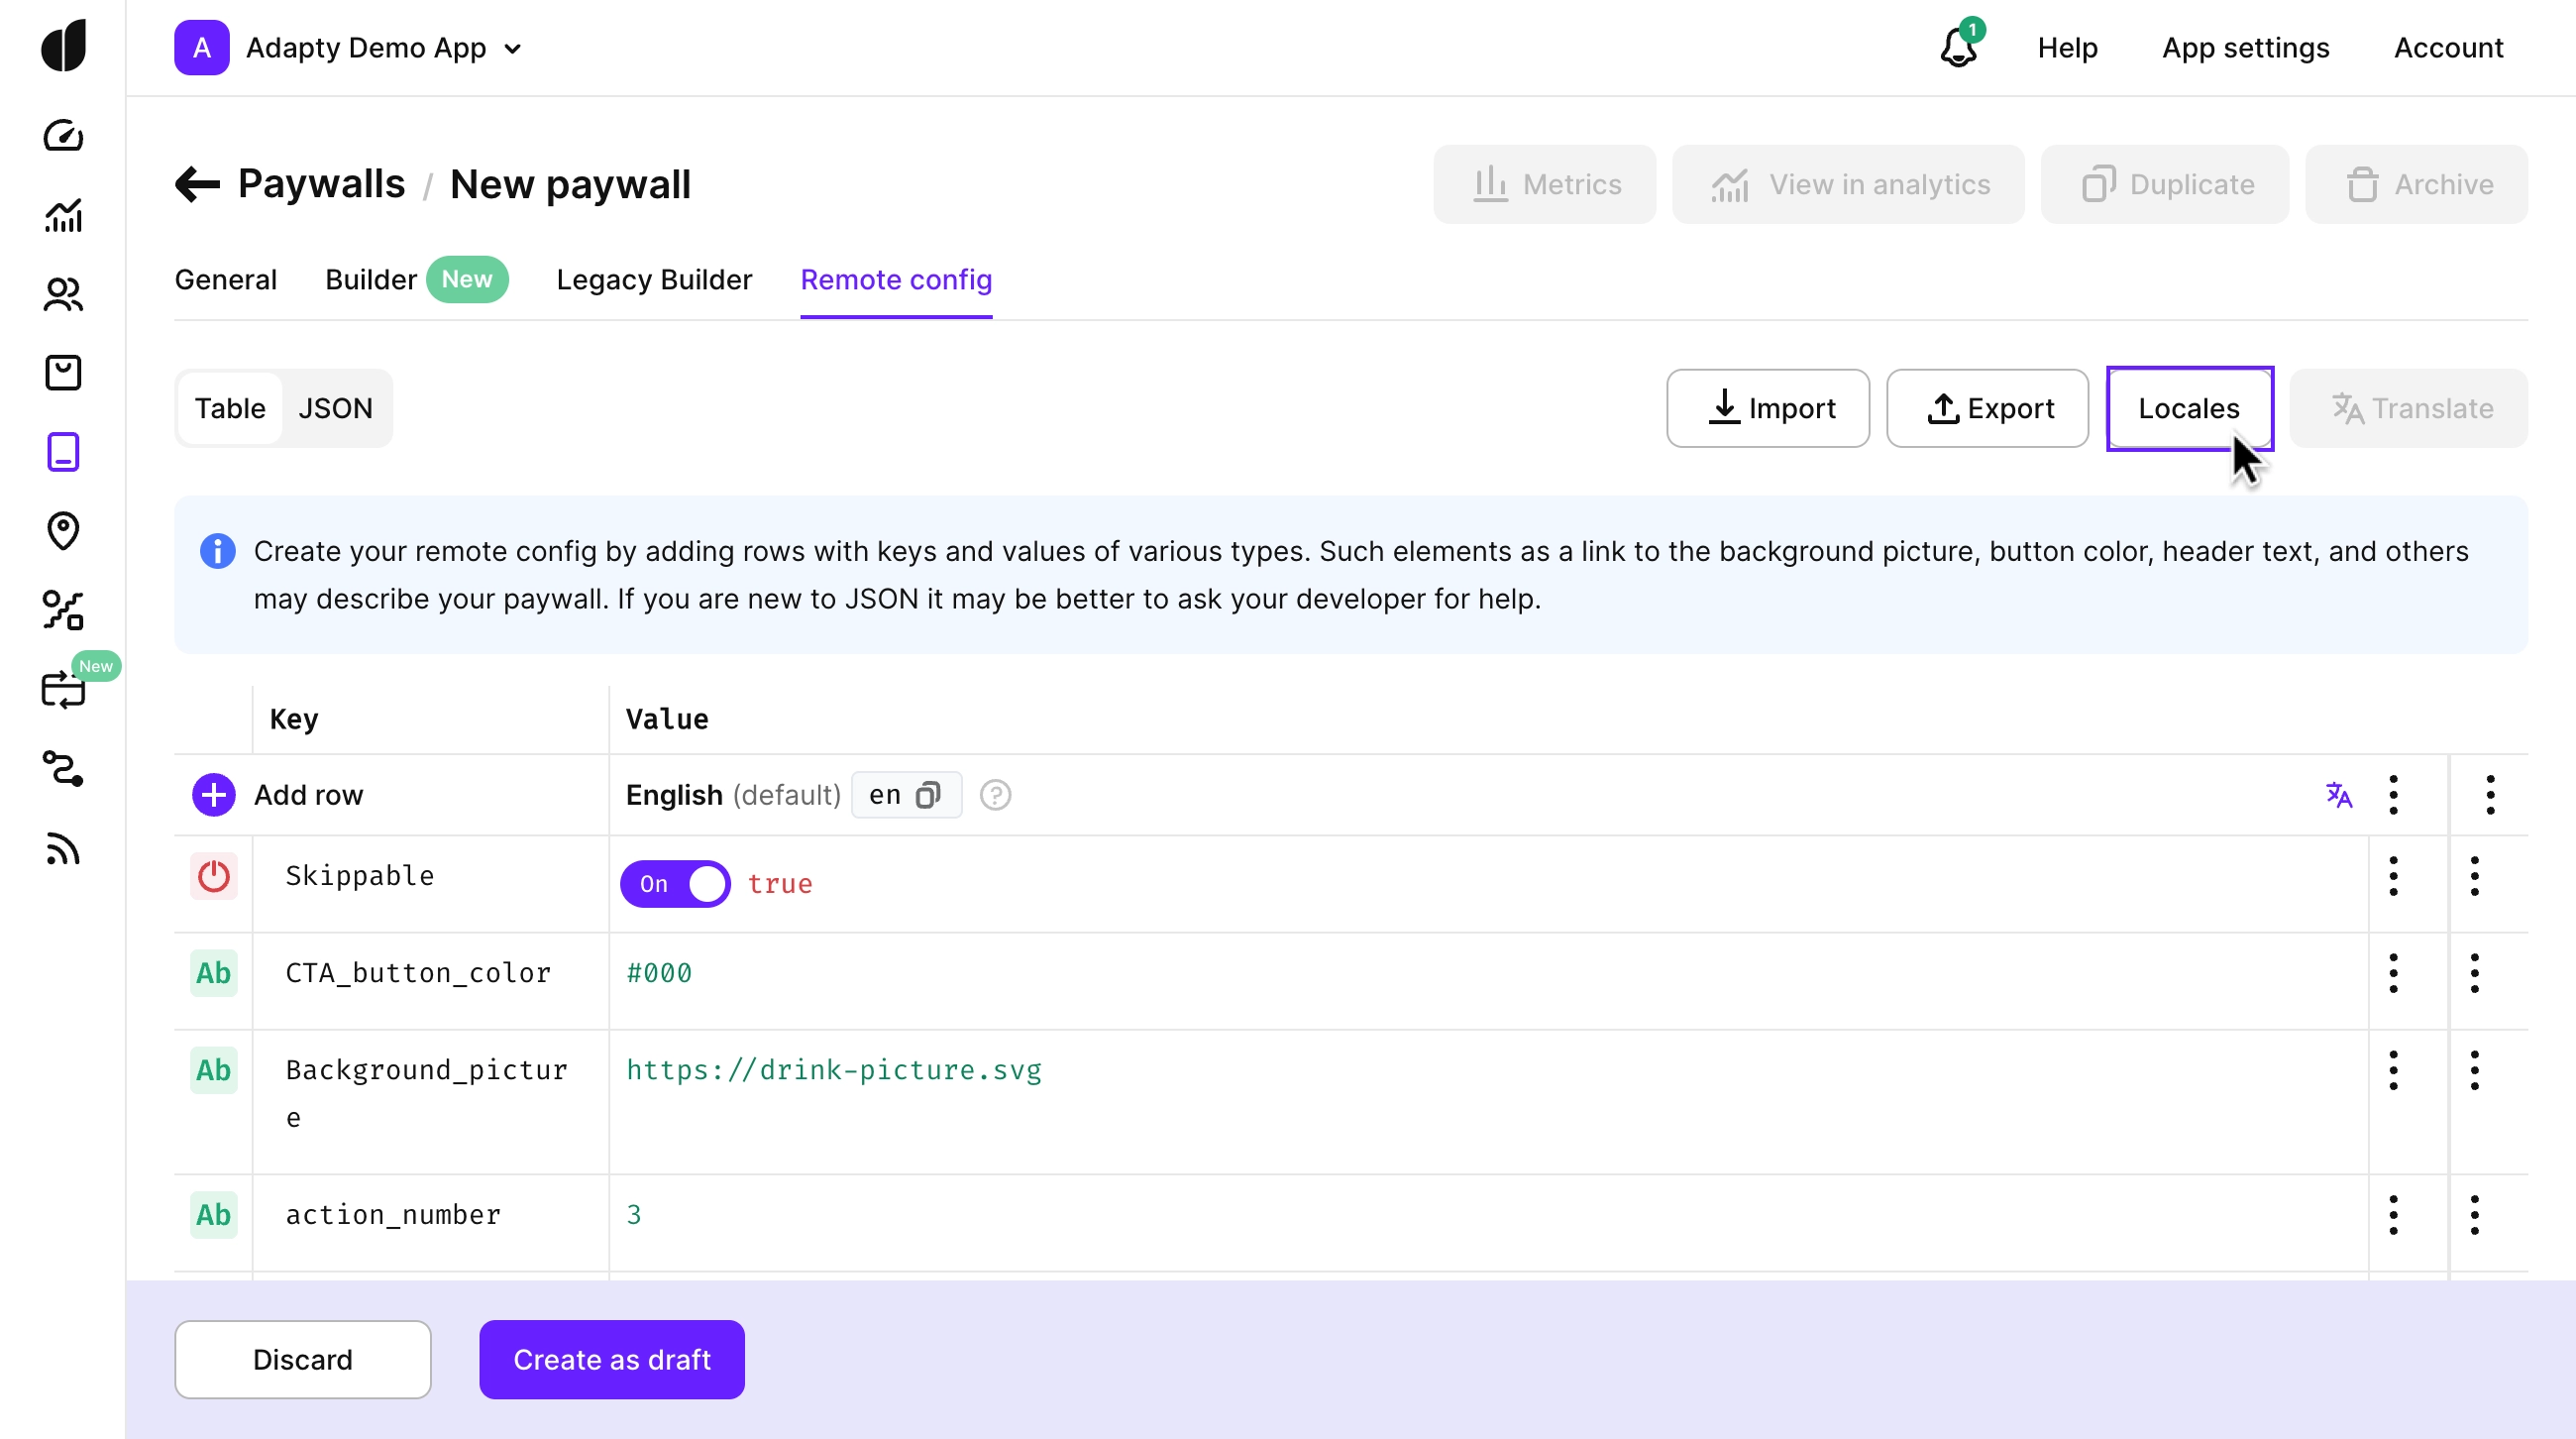 A Adapty Demo App
1
Help
App settings
Account
Paywalls / New paywall
Metrics
View in analytics
Duplicate
Archive
General
Builder New
Legacy Builder
Remote config
Table
JSON
Import
Export
Locales
Translate
Create your remote config by adding rows with keys and values of various types. Such elements as a link to the background picture, button color, header text, and others
may describe your paywall. If you are new to JSON it may be better to ask your developer for help.
New
Key
Value
Add row
English (default) en
Skippable
On true
Ab CTA_button_color
#000
Ab Background_pictur
e
https://drink-picture.svg
Ab action_number
3
Discard
Create as draft